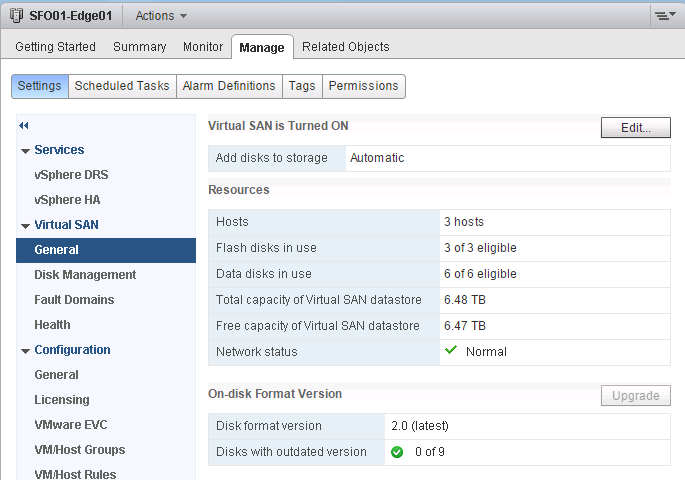 SFO01-Edge01 Actions
Getting Started Summary Monitor Manage Related Objects
Settings Scheduled Tasks Alarm Definitions Tags Permissions
Services
vSphere DRS
vSphere HA
Virtual SAN
General
Disk Management
Fault Domains
Health
Configuration
General
Licensing
VMware EVC
VM/Host Groups
VM/Host Rules
Virtual SAN is Turned ON Edit...
Add disks to storage Automatic
Resources
Hosts 3 hosts
Flash disks in use 3 of 3 eligible
Data disks in use 6 of 6 eligible
Total capacity of Virtual SAN datastore 6.48 TB
Free capacity of Virtual SAN datastore 6.47 TB
Network status Normal
On-disk Format Version Upgrade
Disk format version 2.0 (latest)
Disks with outdated version 0 of 9